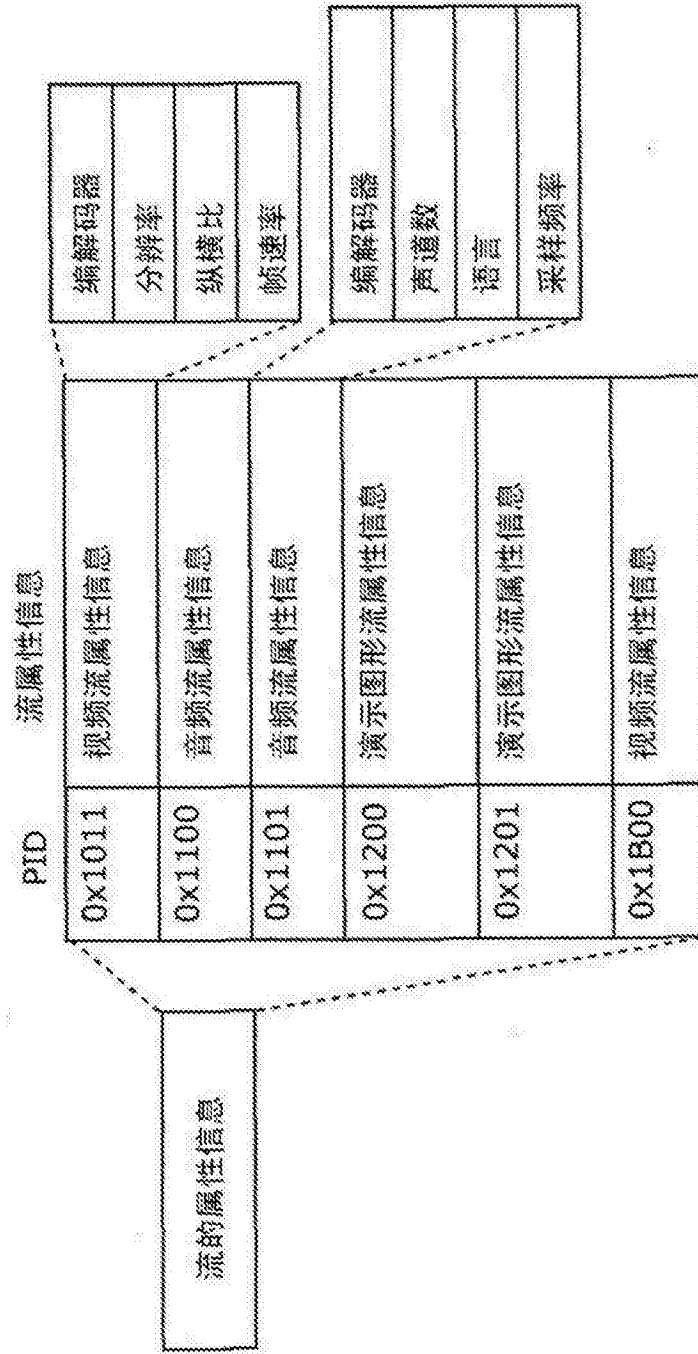 流的属性信息
PID
流属性信息
0x1011
视频流属性信息
0x1100
音频流属性信息
0x1101
音频流属性信息
0x1200
演示图形流属性信息
0x1201
演示图形流属性信息
0x1B00
视频流属性信息
编解码器
分辨率
纵横比
帧速率
编解码器
声道数
语言
采样频率